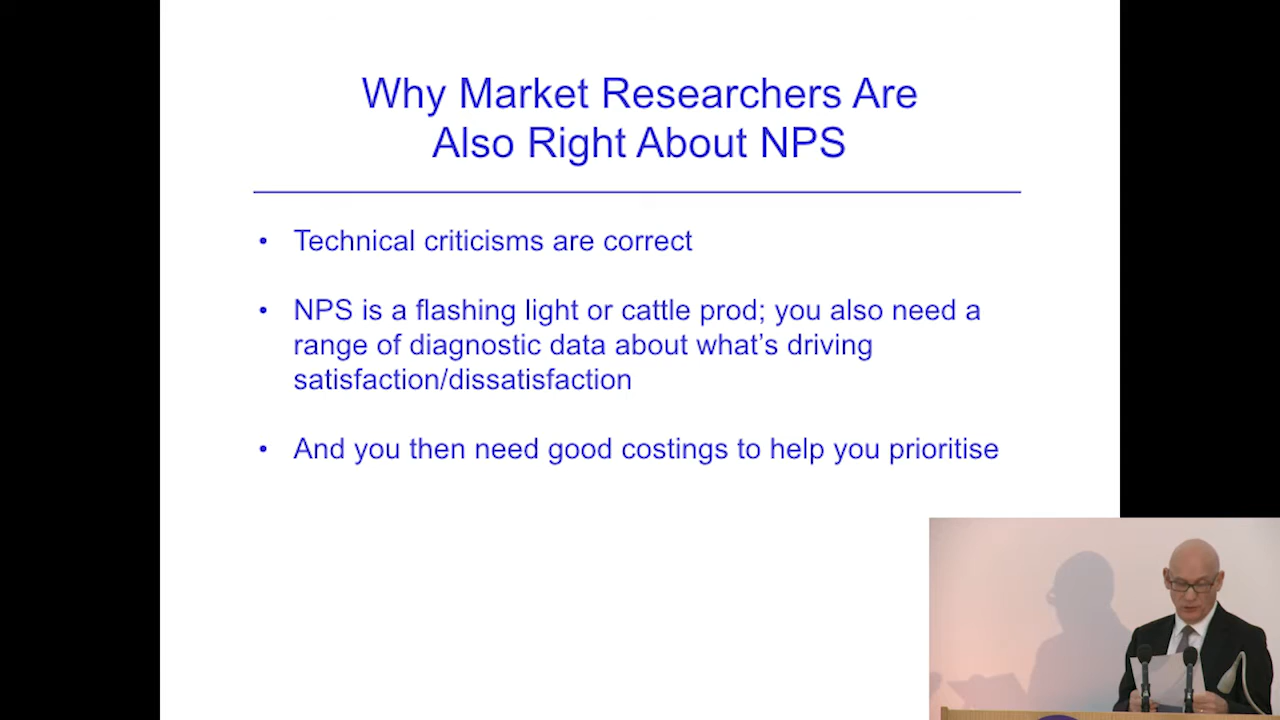 Why Market Researchers Are
Also Right About NPS
• Technical criticisms are correct
• NPS is a flashing light or cattle prod; you also need a
range of diagnostic data about what’s driving
satisfaction/dissatisfaction
• And you then need good costings to help you prioritise